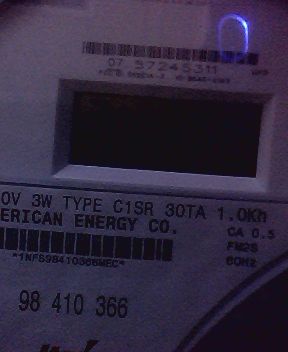 07 57245311
0V 3W TYPE C1SR 30TA 1.0Kh
ERICAN ENERGY CO.
CA 0.5
FM2S
60Hz
*1NFS98410366MEC*
98 410 366